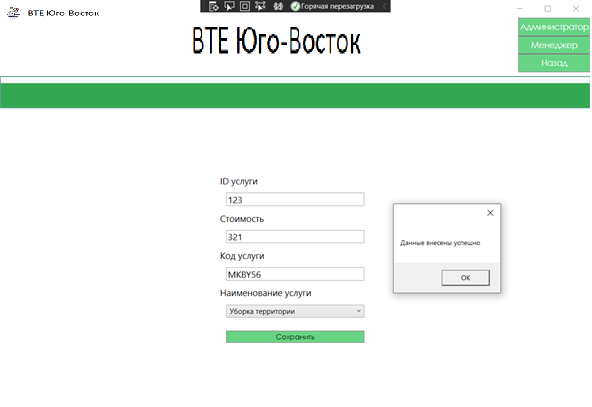 ВТЕ Юго-Восток
Горячая перезагрузка
ВТЕ Юго-Восток
Администратор
Менеджер
Назад
ID услуги
123
Стоимость
321
Код услуги
MKBY56
Наименование услуги
Уборка территории
Сохранить
Данные внесены успешно
ОК